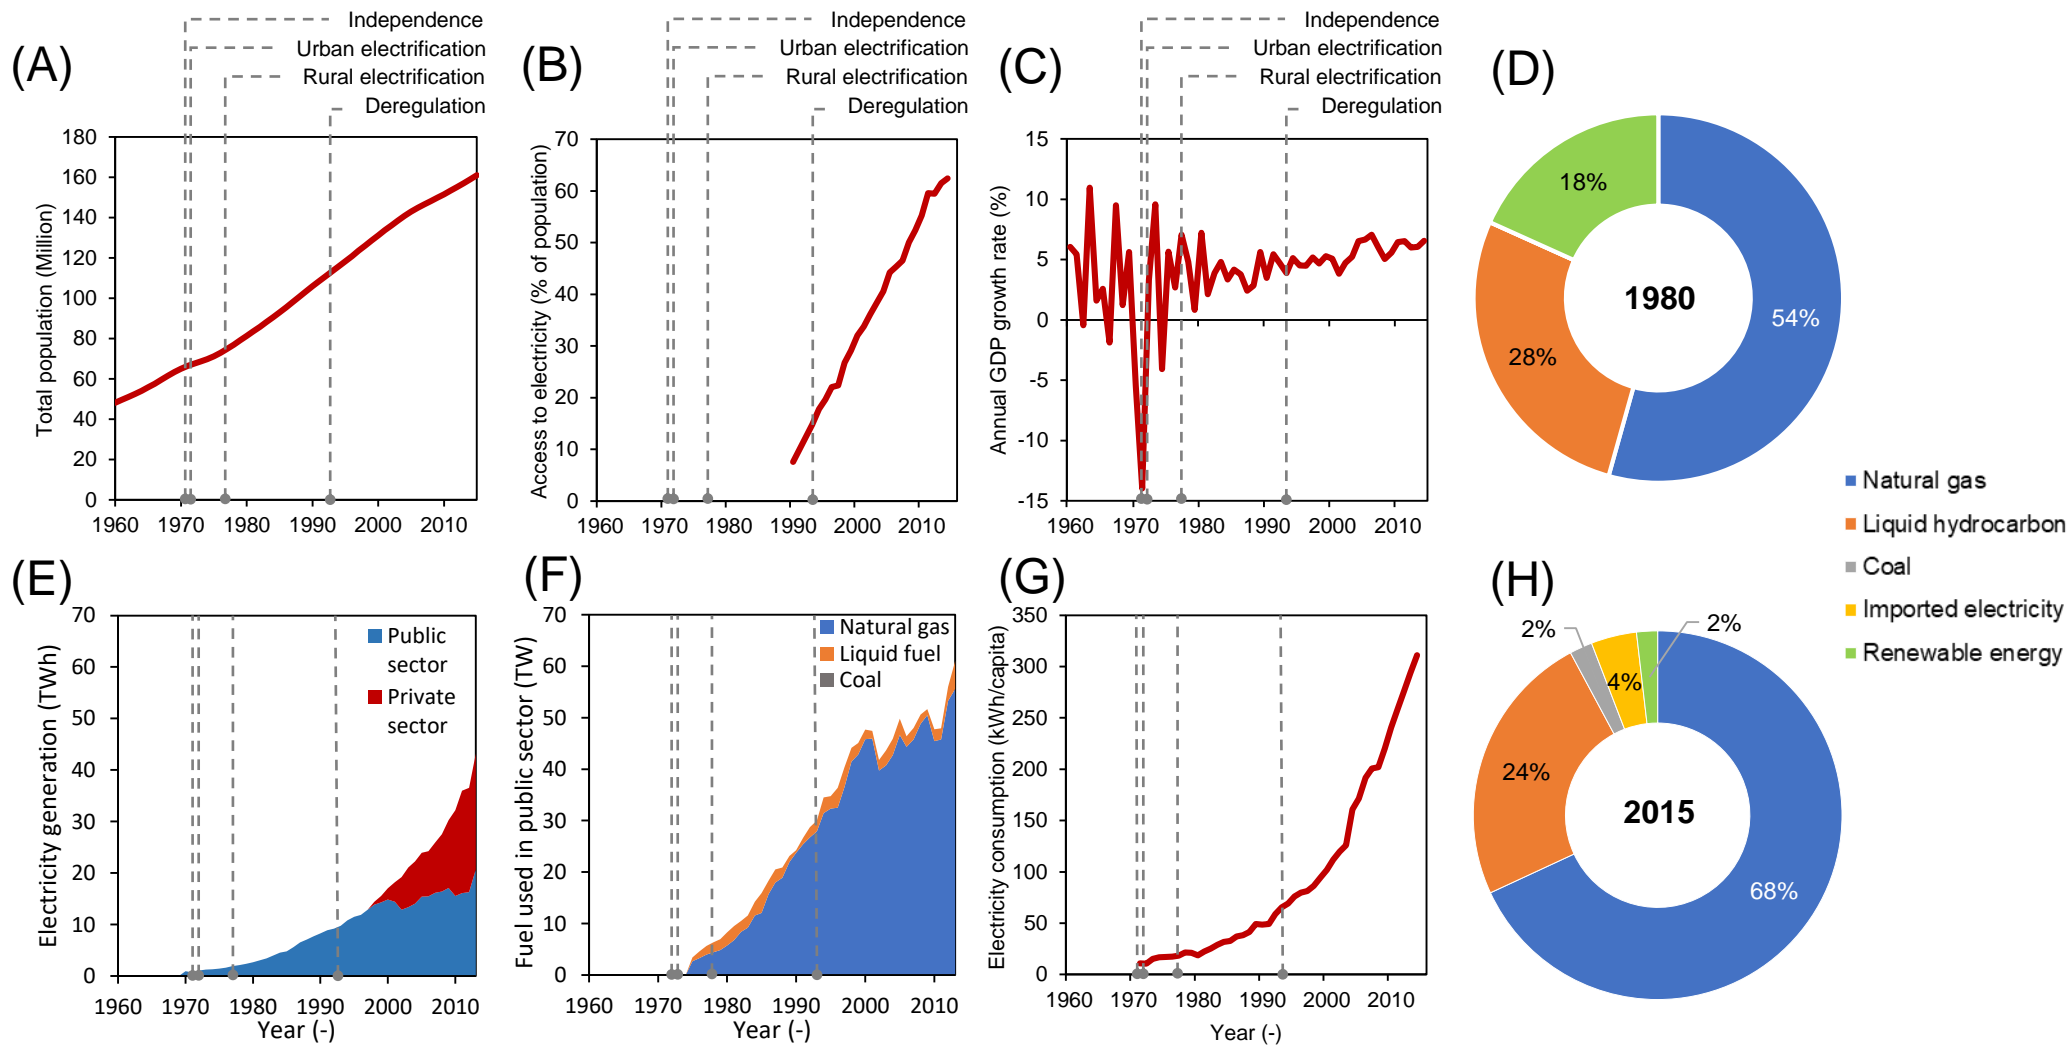 Independence
Urban electrification
Rural electrification
Deregulation
(A)
Total population (Million)
180
160
140
120
100
80
60
40
20
0
1960 1970 1980 1990 2000 2010
Independence
Urban electrification
Rural electrification
Deregulation
(B)
Access to electricity (% of population)
70
60
50
40
30
20
10
0
1960 1970 1980 1990 2000 2010
Independence
Urban electrification
Rural electrification
Deregulation
(C)
Annual GDP growth rate (%)
15
10
5
0
-5
-10
-15
1960 1970 1980 1990 2000 2010
(D)
18%
28%
54%
1980
Natural gas
Liquid hydrocarbon
Coal
Imported electricity
Renewable energy
(E)
Electricity generation (TWh)
70
60
50
40
30
20
10
0
Public
sector
Private
sector
1960 1970 1980 1990 2000 2010
Year (-)
(F)
Fuel used in public sector (TW)
70
60
50
40
30
20
10
0
Natural gas
Liquid fuel
Coal
1960 1970 1980 1990 2000 2010
Year (-)
(G)
Electricity consumption (kWh/capita)
350
300
250
200
150
100
50
0
1960 1970 1980 1990 2000 2010
Year (-)
(H)
2%
4%
2%
24%
68%
2015